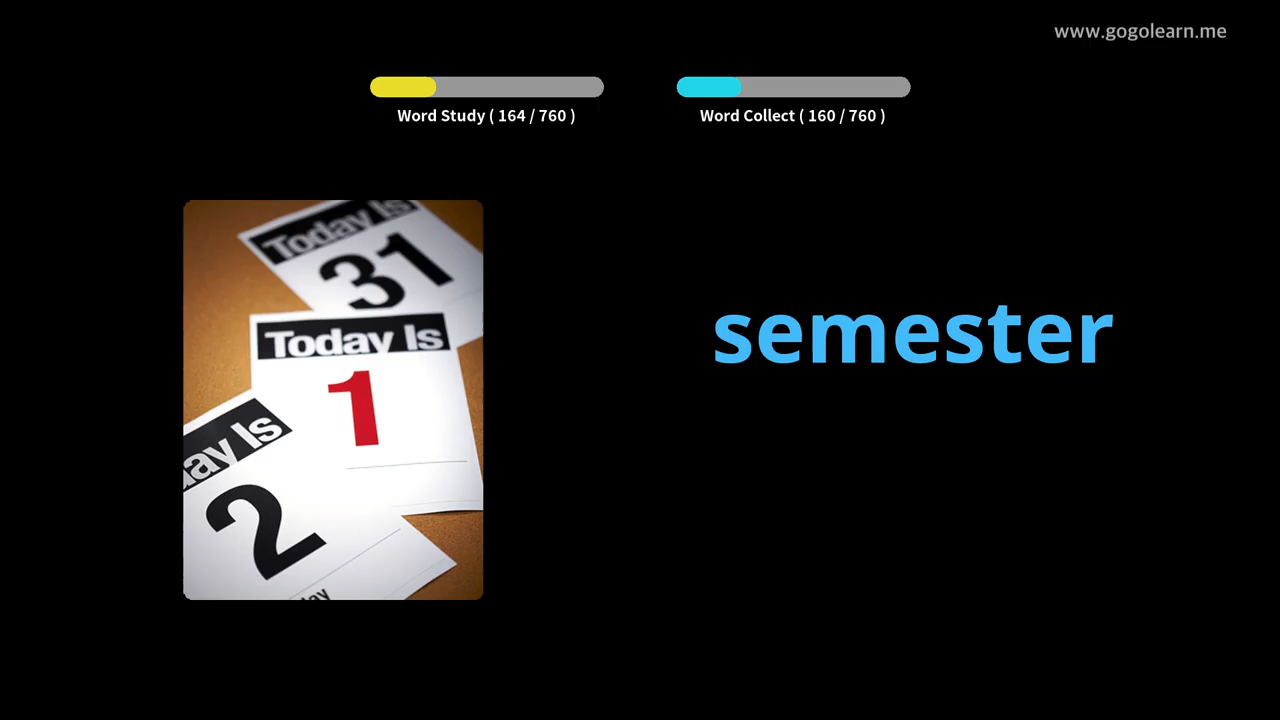 www.gogolearn.me
Word Study ( 164 / 760 )
Word Collect ( 160 / 760 )
Today Is
31
Today Is
1
semester
ay Is
2